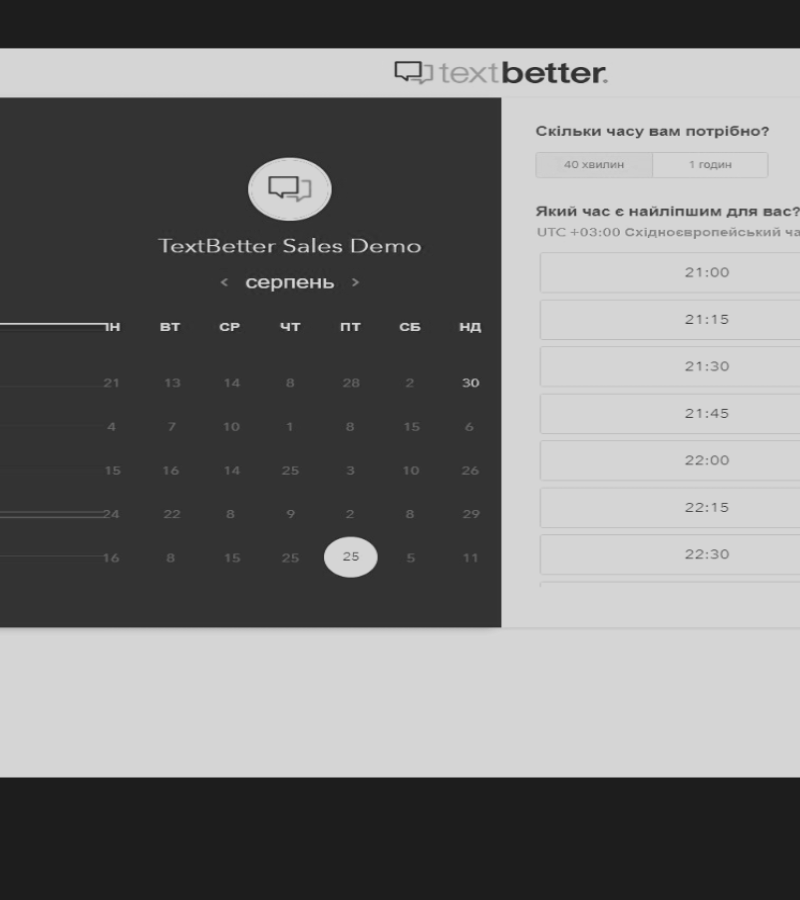 textbetter.
TextBetter Sales Demo
< серпень >
ІН ВТ СР ЧТ ПТ СБ НД
21 13 14 8 28 2 30
4 7 10 1 8 15 6
15 16 14 25 3 10 26
24 22 8 9 2 8 29
16 8 15 25 25 5 11
Скільки часу вам потрібно?
40 хвилин 1 годин
Який час є найліпшим для вас?
UTC +03:00 Східноєвропейський ча
21:00
21:15
21:30
21:45
22:00
22:15
22:30